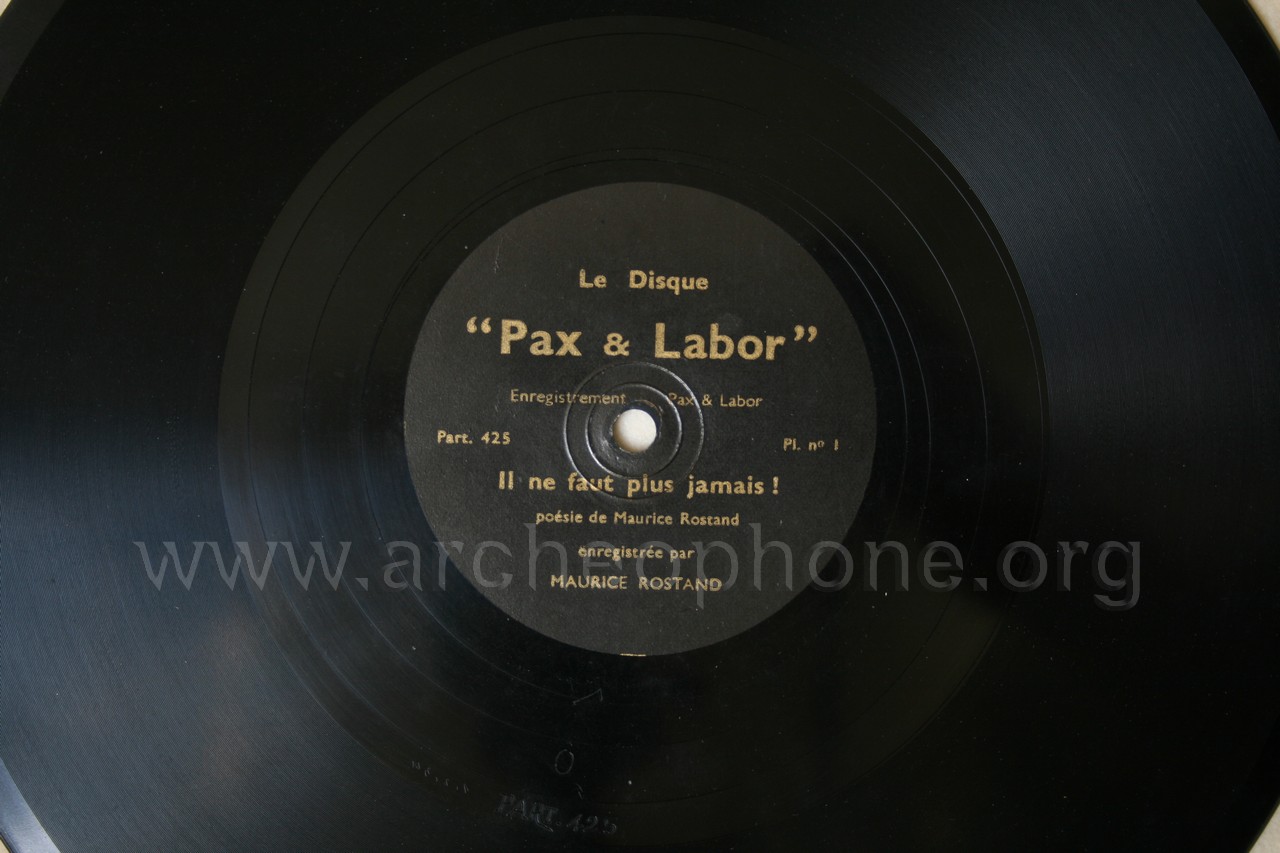 Le Disque
“Pax & Labor”
Enregistrement Pax & Labor
Part. 425 Pl. nº 1
Il ne faut plus jamais !
poésie de Maurice Rostand
enregistrée par
MAURICE ROSTAND
www.archeophone.org
PART. 425